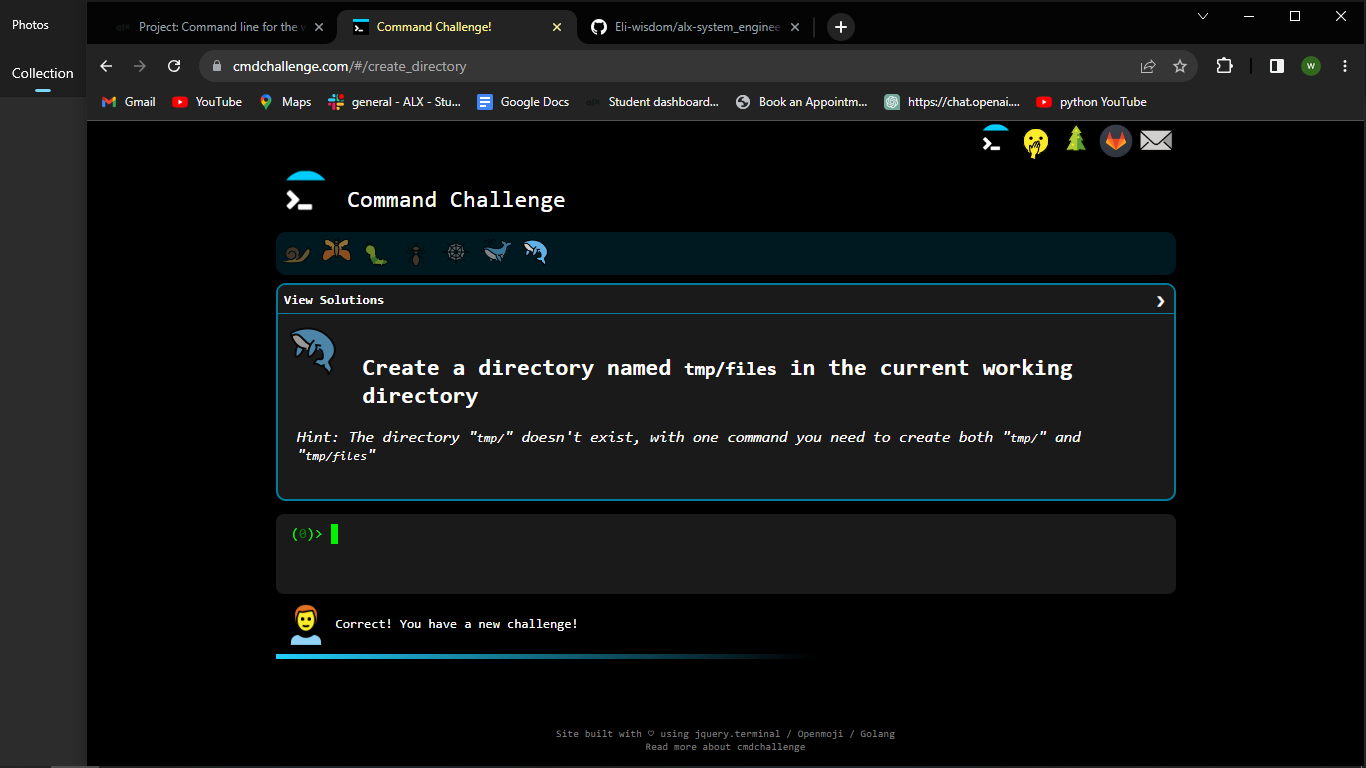 Photos
Collection
Project: Command line for the w
Command Challenge!
Eli-wisdom/alx-system_enginee
cmdchallenge.com/#/create_directory
W
Gmail
YouTube
Maps
general - ALX - Stu...
Google Docs
Student dashboard...
Book an Appointm...
https://chat.openai....
python YouTube
Command Challenge
View Solutions
Create a directory named tmp/files in the current working
directory
Hint: The directory "tmp/" doesn't exist, with one command you need to create both "tmp/" and
"tmp/files"
(0)>
Correct! You have a new challenge!
Site built with ♡ using jquery.terminal / Openmoji / Golang
Read more about cmdchallenge